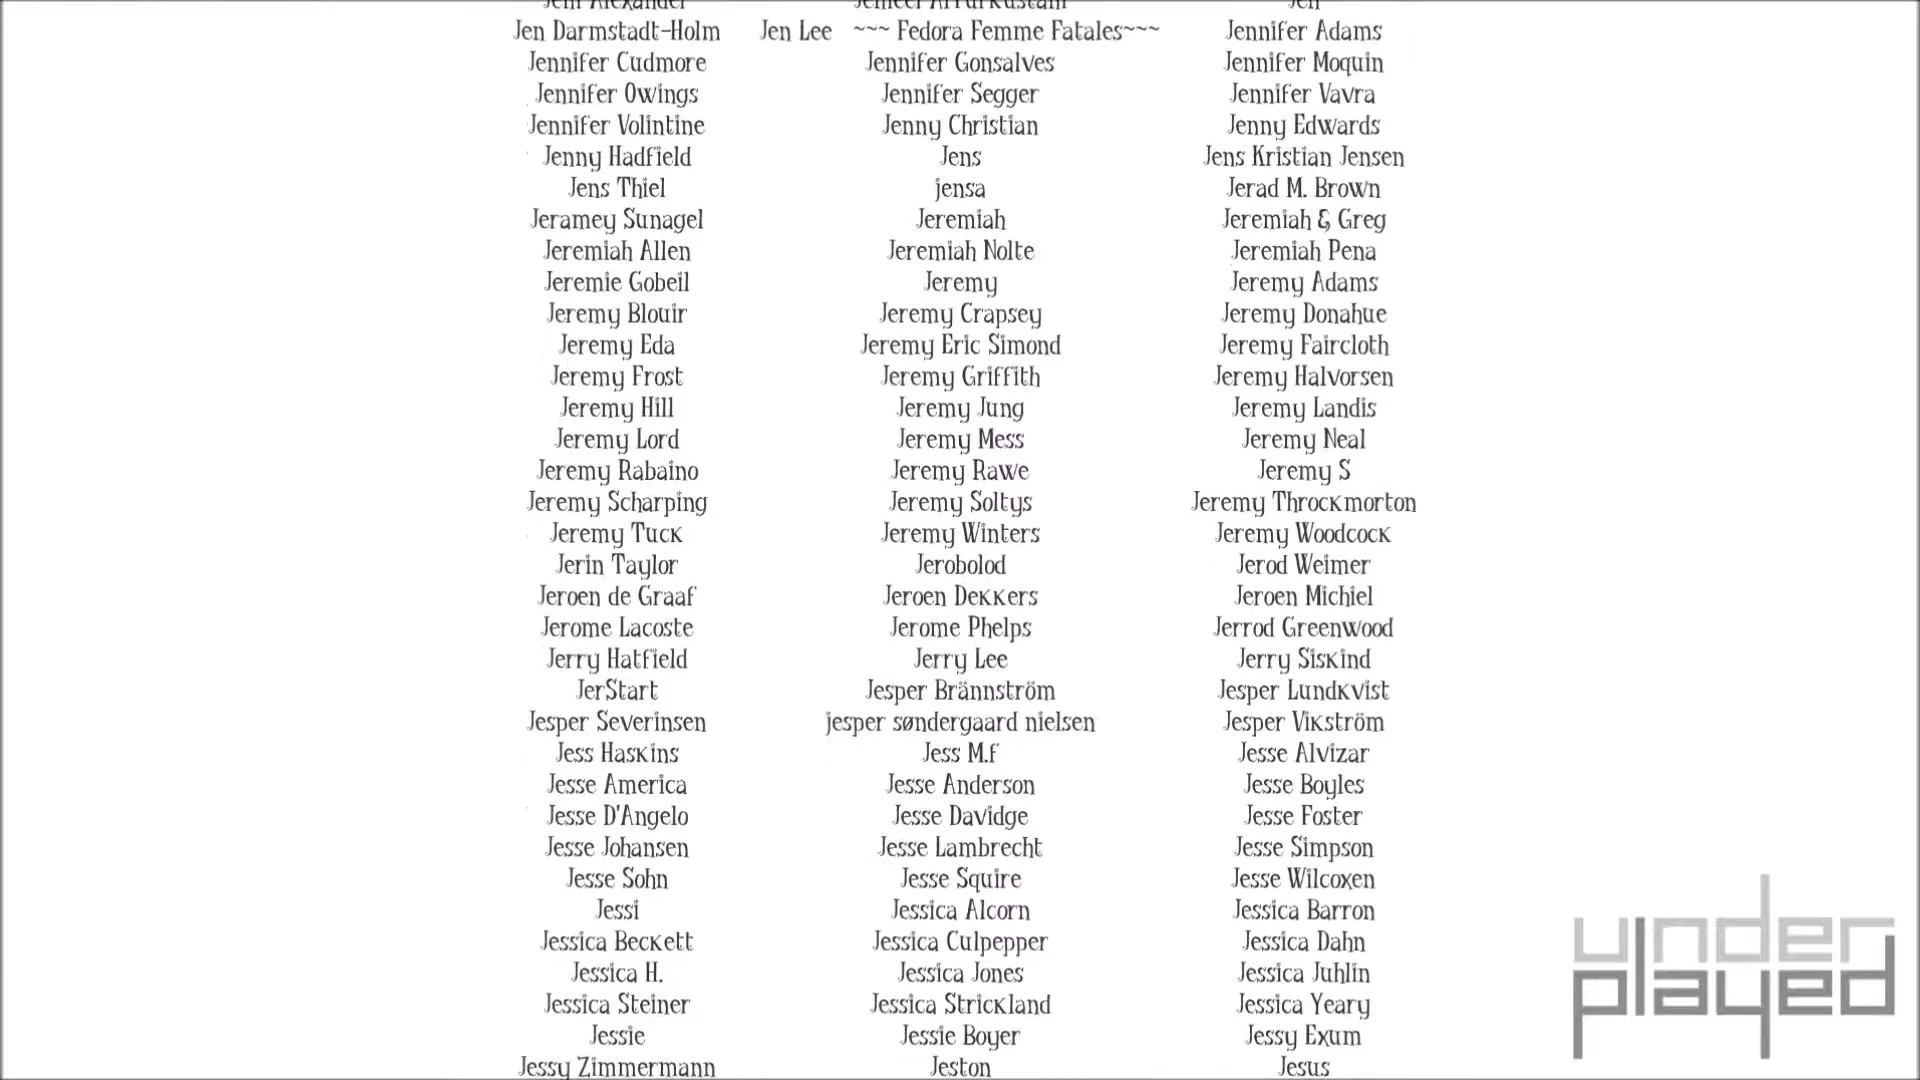 Jen Darmstadt-Holm Jen Lee ~~~ Fedora Femme Fatales~~~ Jennifer Adams
Jennifer Cudmore Jennifer Gonsalves Jennifer Moquin
Jennifer Owings Jennifer Segger Jennifer Vavra
Jennifer Volintine Jenny Christian Jenny Edwards
Jenny Hadfield Jens Jens Kristian Jensen
Jens Thiel jensa Jerad M. Brown
Jeramey Sunagel Jeremiah Jeremiah & Greg
Jeremiah Allen Jeremiah Nolte Jeremiah Pena
Jeremie Gobeil Jeremy Jeremy Adams
Jeremy Blouir Jeremy Crapsey Jeremy Donahue
Jeremy Eda Jeremy Eric Simond Jeremy Faircloth
Jeremy Frost Jeremy Griffith Jeremy Halvorsen
Jeremy Hill Jeremy Jung Jeremy Landis
Jeremy Lord Jeremy Mess Jeremy Neal
Jeremy Rabaino Jeremy Rawe Jeremy S
Jeremy Scharping Jeremy Soltys Jeremy Throckmorton
Jeremy Tuck Jeremy Winters Jeremy Woodcock
Jerin Taylor Jerobolod Jerod Weimer
Jeroen de Graaf Jeroen Dekkers Jeroen Michiel
Jerome Lacoste Jerome Phelps Jerrod Greenwood
Jerry Hatfield Jerry Lee Jerry Siskind
JerStart Jesper Brännström Jesper Lundkvist
Jesper Severinsen jesper søndergaard nielsen Jesper Vikström
Jess Haskins Jess M.f Jesse Alvizar
Jesse America Jesse Anderson Jesse Boyles
Jesse D'Angelo Jesse Davidge Jesse Foster
Jesse Johansen Jesse Lambrecht Jesse Simpson
Jesse Sohn Jesse Squire Jesse Wilcoxen
Jessi Jessica Alcorn Jessica Barron
Jessica Beckett Jessica Culpepper Jessica Dahn
Jessica H. Jessica Jones Jessica Juhlin
Jessica Steiner Jessica Strickland Jessica Yeary
Jessie Jessie Boyer Jessy Exum
Jessy Zimmermann Jeston Jesus
under
played